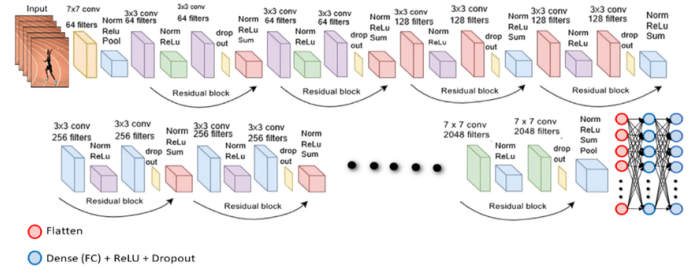 Input
7x7 conv
64 filters
Norm
Relu
Pool
3x3 conv
64 filters
Norm
ReLu
3x3 conv
64 filters
drop
out
Norm
ReLu
Sum
3x3 conv
64 filters
Norm
ReLu
3x3 conv
64 filters
drop
out
Norm
ReLu
Sum
3x3 conv
128 filters
Norm
ReLu
3x3 conv
128 filters
drop
out
Norm
ReLu
Sum
3x3 conv
128 filters
Norm
ReLu
3x3 conv
128 filters
drop
out
Norm
ReLu
Sum
Residual block
Residual block
Residual block
Residual block
3x3 conv
256 filters
Norm
ReLu
3x3 conv
256 filters
drop
out
Norm
ReLu
Sum
3x3 conv
256 filters
Norm
ReLu
3x3 conv
256 filters
drop
out
Norm
ReLu
Sum
7 x 7 conv
2048 filters
Norm
ReLu
7 x 7 conv
2048 filters
drop
out
Norm
ReLu
Sum
Pool
Residual block
Residual block
Residual block
Flatten
Dense (FC) + ReLU + Dropout